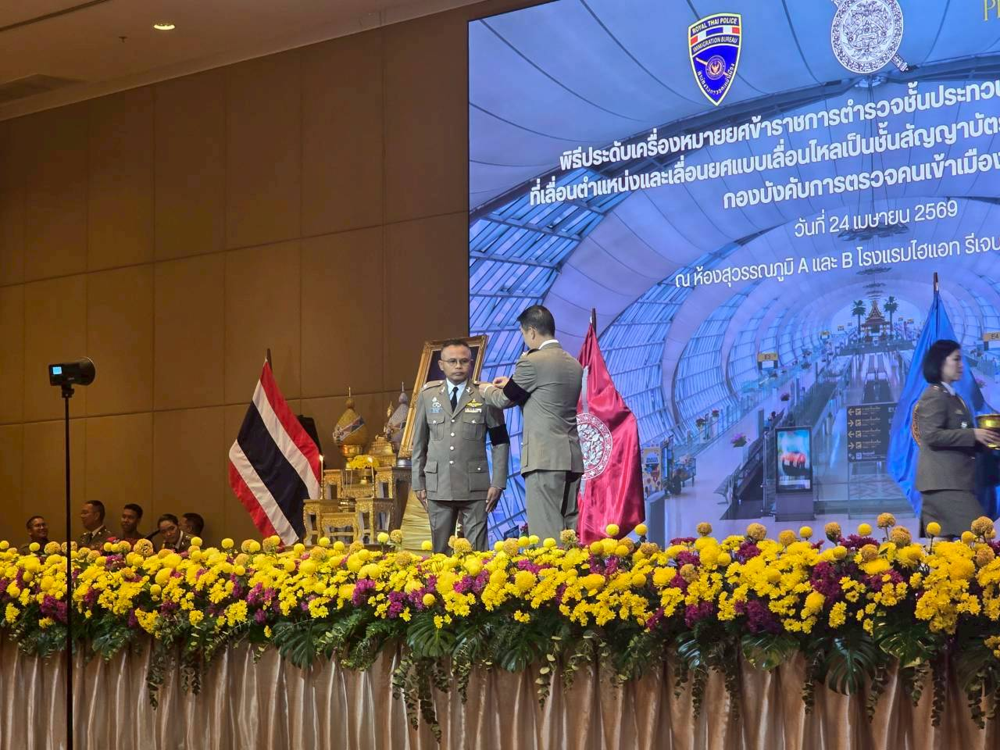 ROYAL THAI POLICE
IMMIGRATION BUREAU
พิธีประดับเครื่องหมายยศข้าราชการตำรวจชั้นประทวน
ที่เลื่อนตำแหน่งและเลื่อนยศแบบเลื่อนไหลเป็นชั้นสัญญาบัตร
กองบังคับการตรวจคนเข้าเมือง
วันที่ 24 เมษายน 2569
ณ ห้องสุวรรณภูมิ A และ B โรงแรมไฮแอท รีเจน
E3
E4